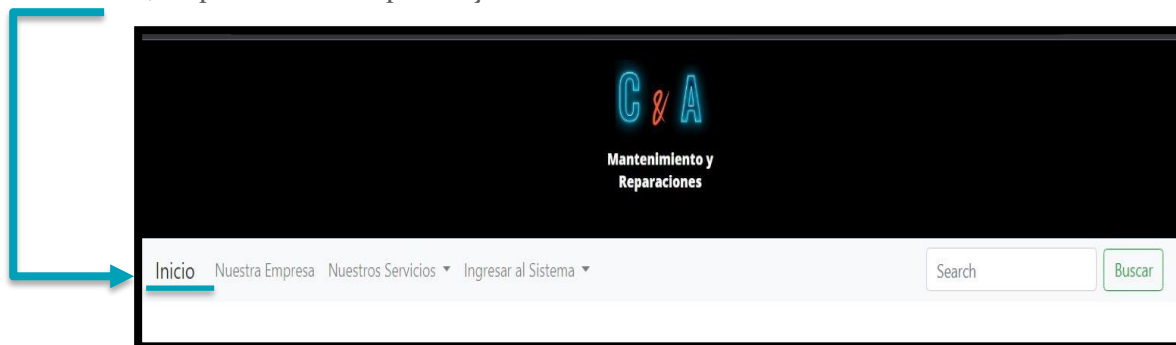 C & A
Mantenimiento y
Reparaciones
Inicio Nuestra Empresa Nuestros Servicios Ingresar al Sistema Search Buscar